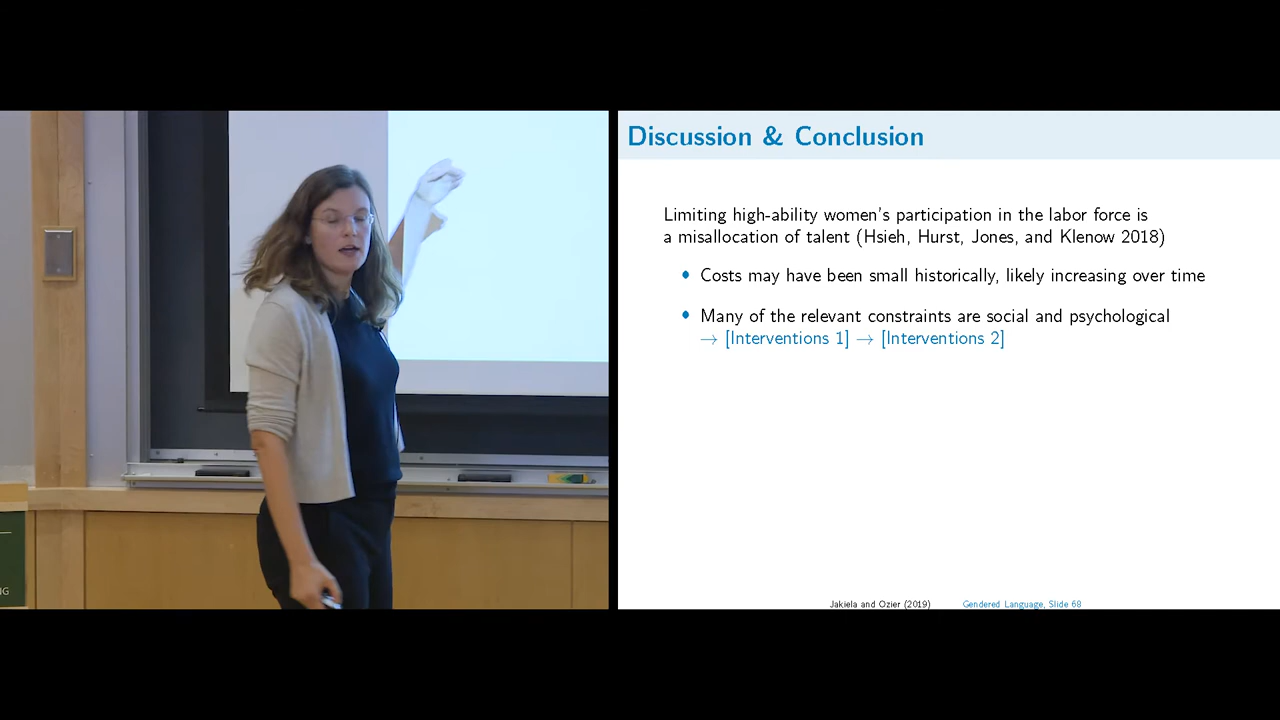 Discussion & Conclusion
Limiting high-ability women's participation in the labor force is
a misallocation of talent (Hsieh, Hurst, Jones, and Klenow 2018)
• Costs may have been small historically, likely increasing over time
• Many of the relevant constraints are social and psychological
→ [Interventions 1] → [Interventions 2]
Jakiela and Ozier (2019) Gendered Language, Slide 68
NG